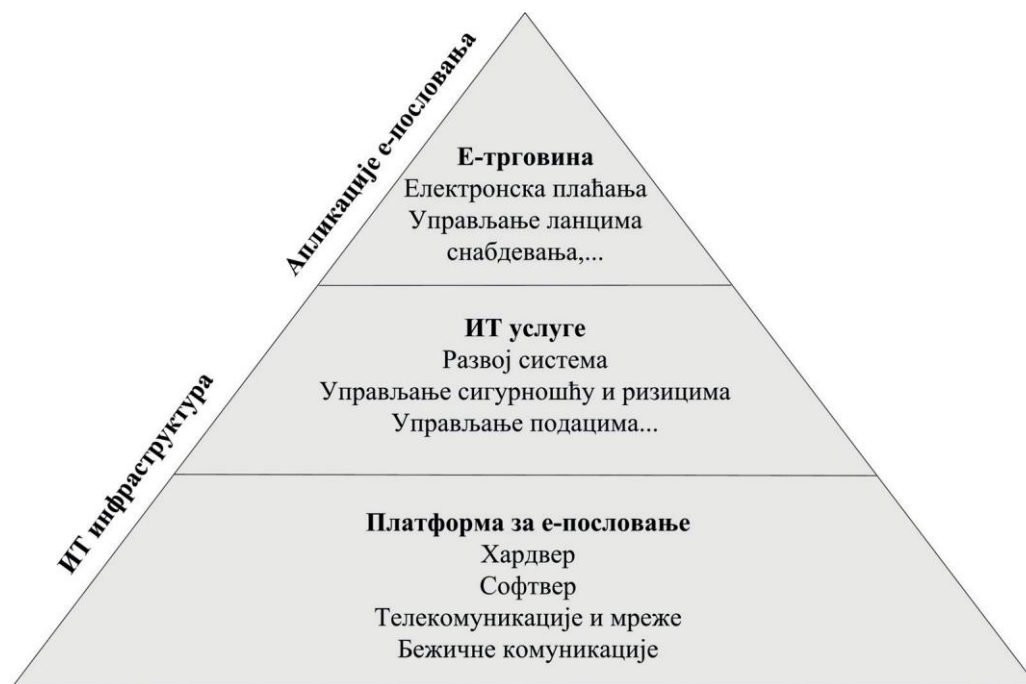 Апликације е-пословања
Е-трговина
Електронска плаћања
Управљање ланцима
снабдевања,...
ИТ инфраструктура
ИТ услуге
Развој система
Управљање сигурношћу и ризицима
Управљање подацима...
Платформа за е-пословање
Хардвер
Софтвер
Телекомуникације и мреже
Бежичне комуникације